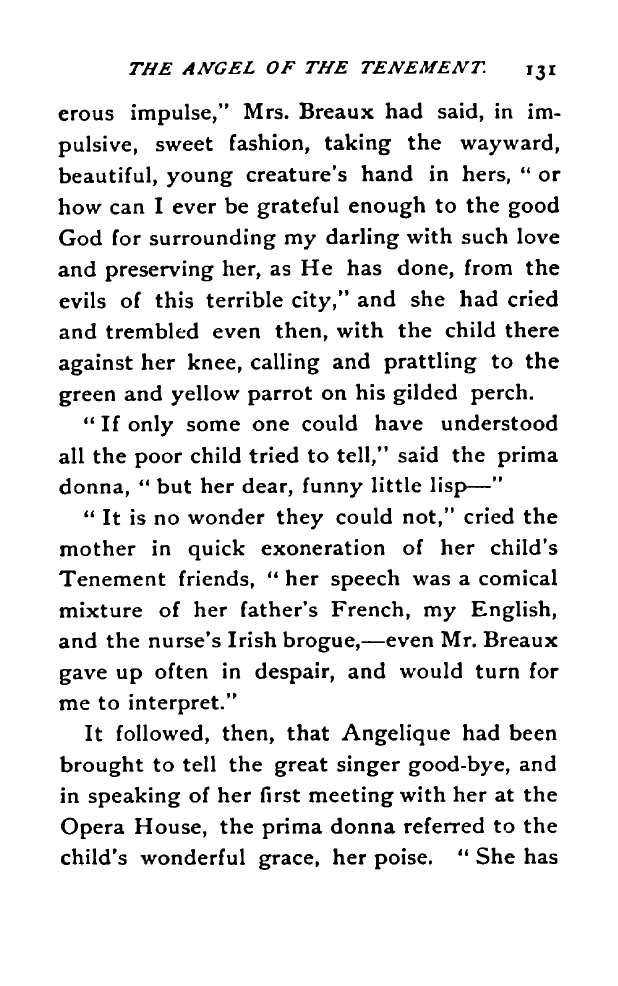 THE ANGEL OF THE TENEMENT. 131
erous impulse," Mrs. Breaux had said, in im-
pulsive, sweet fashion, taking the wayward,
beautiful, young creature's hand in hers, " or
how can I ever be grateful enough to the good
God for surrounding my darling with such love
and preserving her, as He has done, from the
evils of this terrible city," and she had cried
and trembled even then, with the child there
against her knee, calling and prattling to the
green and yellow parrot on his gilded perch.
" If only some one could have understood
all the poor child tried to tell," said the prima
donna, " but her dear, funny little lisp—"
" It is no wonder they could not," cried the
mother in quick exoneration of her child's
Tenement friends, " her speech was a comical
mixture of her father's French, my English,
and the nurse's Irish brogue,—even Mr. Breaux
gave up often in despair, and would turn for
me to interpret."
It followed, then, that Angelique had been
brought to tell the great singer good-bye, and
in speaking of her first meeting with her at the
Opera House, the prima donna referred to the
child's wonderful grace, her poise. " She has